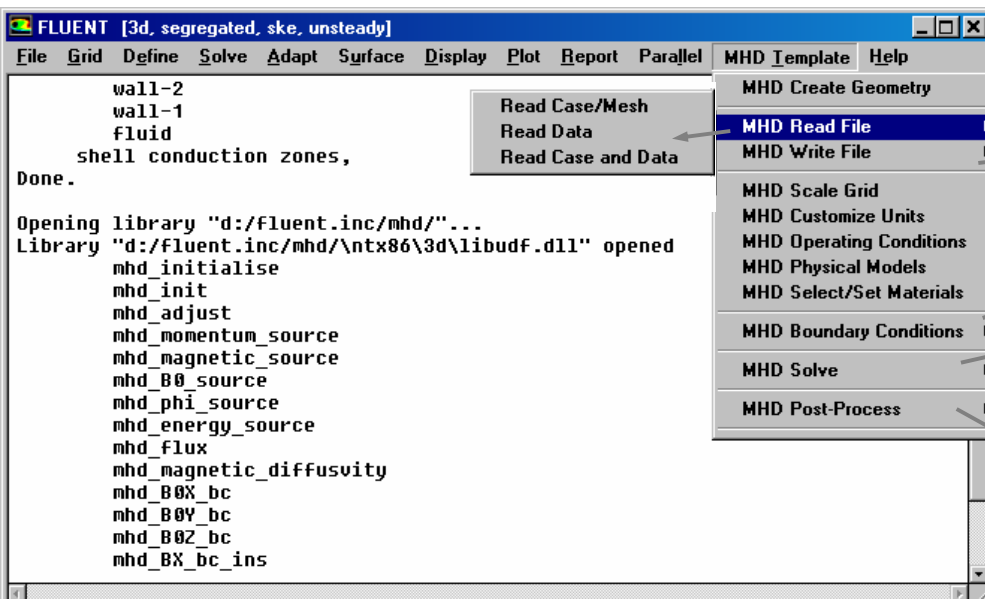 FLUENT [3d, segregated, ske, unsteady]
File Grid Define Solve Adapt Surface Display Plot Report Parallel MHD Template Help
wall-2
wall-1
fluid
shell conduction zones,
Done.
Opening library "d:/fluent.inc/mhd/"...
Library "d:/fluent.inc/mhd/\ntx86\3d\libudf.dll" opened
mhd_initialise
mhd_init
mhd_adjust
mhd_momentum_source
mhd_magnetic_source
mhd_B0_source
mhd_phi_source
mhd_energy_source
mhd_flux
mhd_magnetic_diffusvity
mhd_B0X_bc
mhd_B0Y_bc
mhd_B0Z_bc
mhd_BX_bc_ins
Read Case/Mesh
Read Data
Read Case and Data
MHD Create Geometry
MHD Read File
MHD Write File
MHD Scale Grid
MHD Customize Units
MHD Operating Conditions
MHD Physical Models
MHD Select/Set Materials
MHD Boundary Conditions
MHD Solve
MHD Post-Process